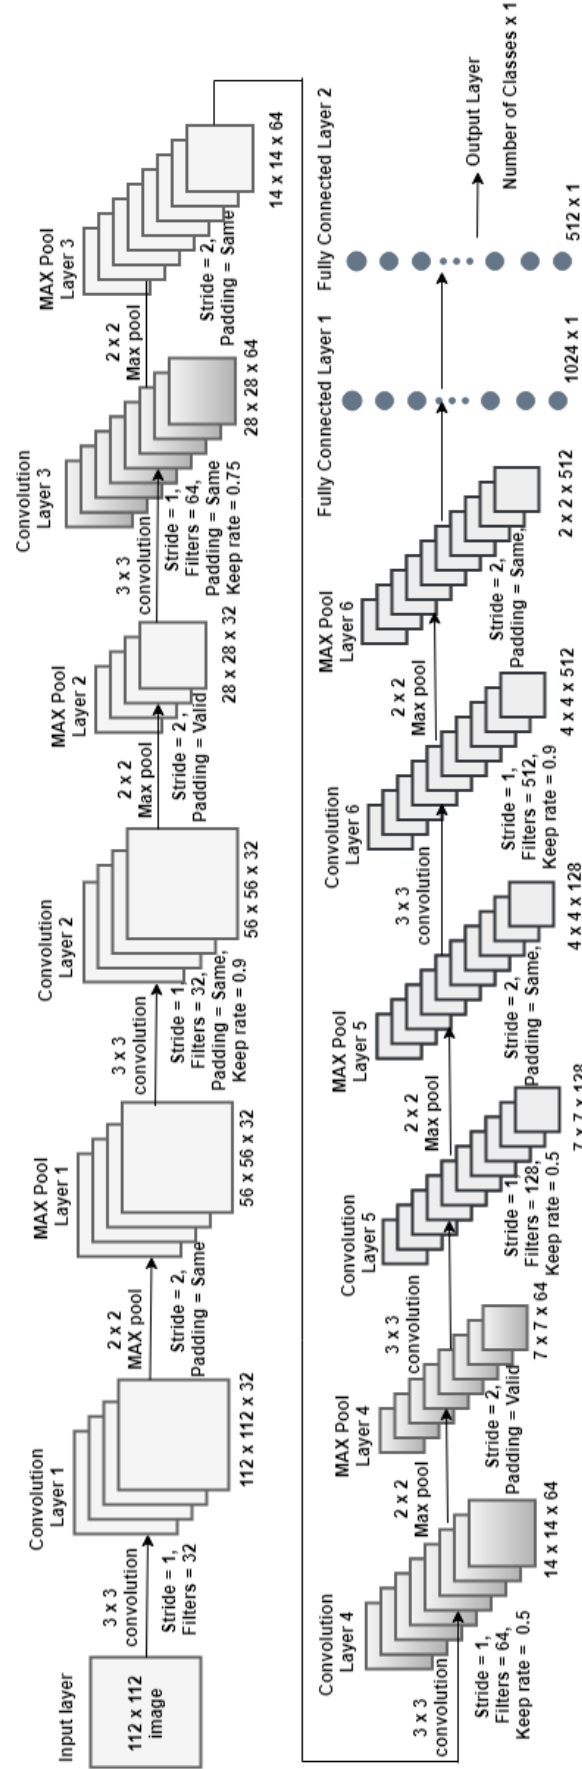 Input layer
112 x 112
image
3 x 3
convolution
Stride = 1,
Filters = 32
Convolution
Layer 1
112 x 112 x 32
2 x 2
MAX pool
Stride = 2,
Padding = Same
MAX Pool
Layer 1
56 x 56 x 32
3 x 3
convolution
Stride = 1,
Filters = 32,
Padding = Same,
Keep rate = 0.9
Convolution
Layer 2
56 x 56 x 32
2 x 2
Max pool
Stride = 2,
Padding = Valid
MAX Pool
Layer 2
28 x 28 x 32
3 x 3
convolution
Stride = 1,
Filters = 64,
Padding = Same
Keep rate = 0.75
Convolution
Layer 3
28 x 28 x 64
2 x 2
Max pool
Stride = 2,
Padding = Same
MAX Pool
Layer 3
14 x 14 x 64
3 x 3
convolution
Stride = 1,
Filters = 64,
Keep rate =  0.5
Convolution
Layer 4
14 x 14 x 64
2 x 2
Max pool
Stride = 2,
Padding = Valid
MAX Pool
Layer 4
7 x 7 x 64
3 x 3
convolution
Stride = 1,
Filters = 128,
Keep rate = 0.5
Convolution
Layer 5
7 x 7 x 128
2 x 2
Max pool
Stride = 2,
Padding = Same,
MAX Pool
Layer 5
4 x 4 x 128
3 x 3
convolution
Stride = 1,
Filters = 512,
Keep rate = 0.9
Convolution
Layer 6
4 x 4 x 512
2 x 2
Max pool
Stride = 2,
Padding = Same,
MAX Pool
Layer 6
2 x 2 x 512
Fully Connected Layer 1
1024 x 1
Fully Connected Layer 2
512 x 1
Output Layer
Number of Classes x 1